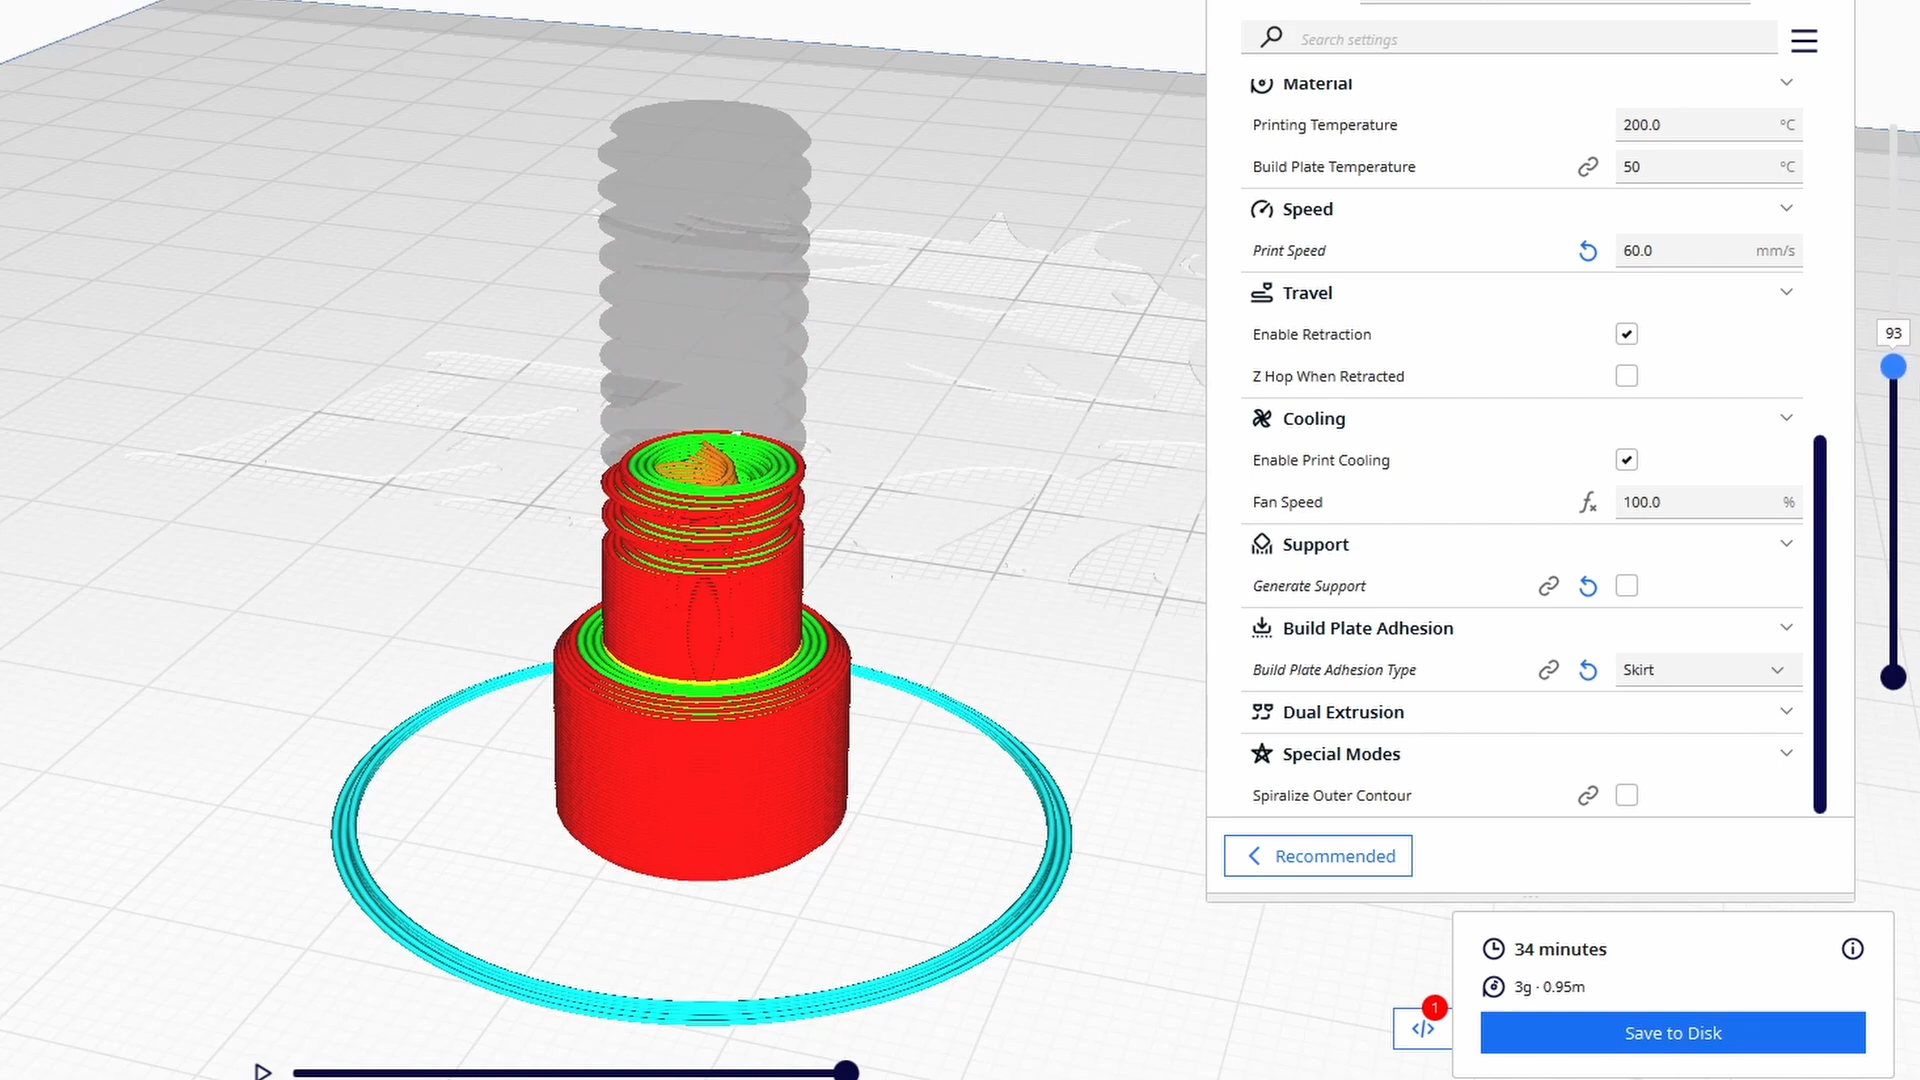 Search settings
Material
Printing Temperature 200.0 °C
Build Plate Temperature 50 °C
Speed
Print Speed 60.0 mm/s
Travel
Enable Retraction
Z Hop When Retracted
93
Cooling
Enable Print Cooling
Fan Speed fx 100.0 %
Support
Generate Support
Build Plate Adhesion
Build Plate Adhesion Type Skirt
Dual Extrusion
Special Modes
Spiralize Outer Contour
Recommended
34 minutes
3g · 0.95m
1
</>
Save to Disk